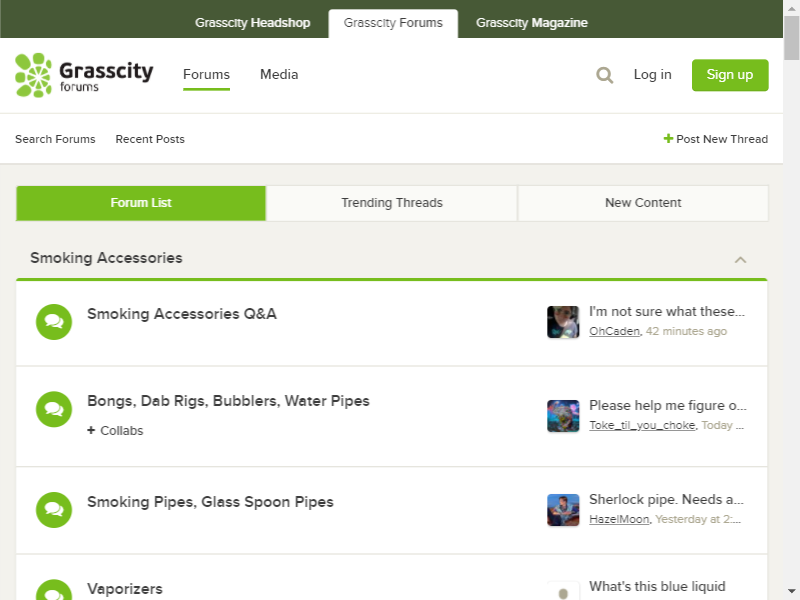 Grasscity Headshop
Grasscity Forums
Grasscity Magazine
Grasscity
forums
Forums
Media
Log in
Sign up
Search Forums
Recent Posts
+ Post New Thread
Forum List
Trending Threads
New Content
Smoking Accessories
Smoking Accessories Q&A
I'm not sure what these...
OhCaden, 42 minutes ago
Bongs, Dab Rigs, Bubblers, Water Pipes
+ Collabs
Please help me figure o...
Toke_til_you_choke, Today ...
Smoking Pipes, Glass Spoon Pipes
Sherlock pipe. Needs a...
HazelMoon, Yesterday at 2:...
Vaporizers
What's this blue liquid